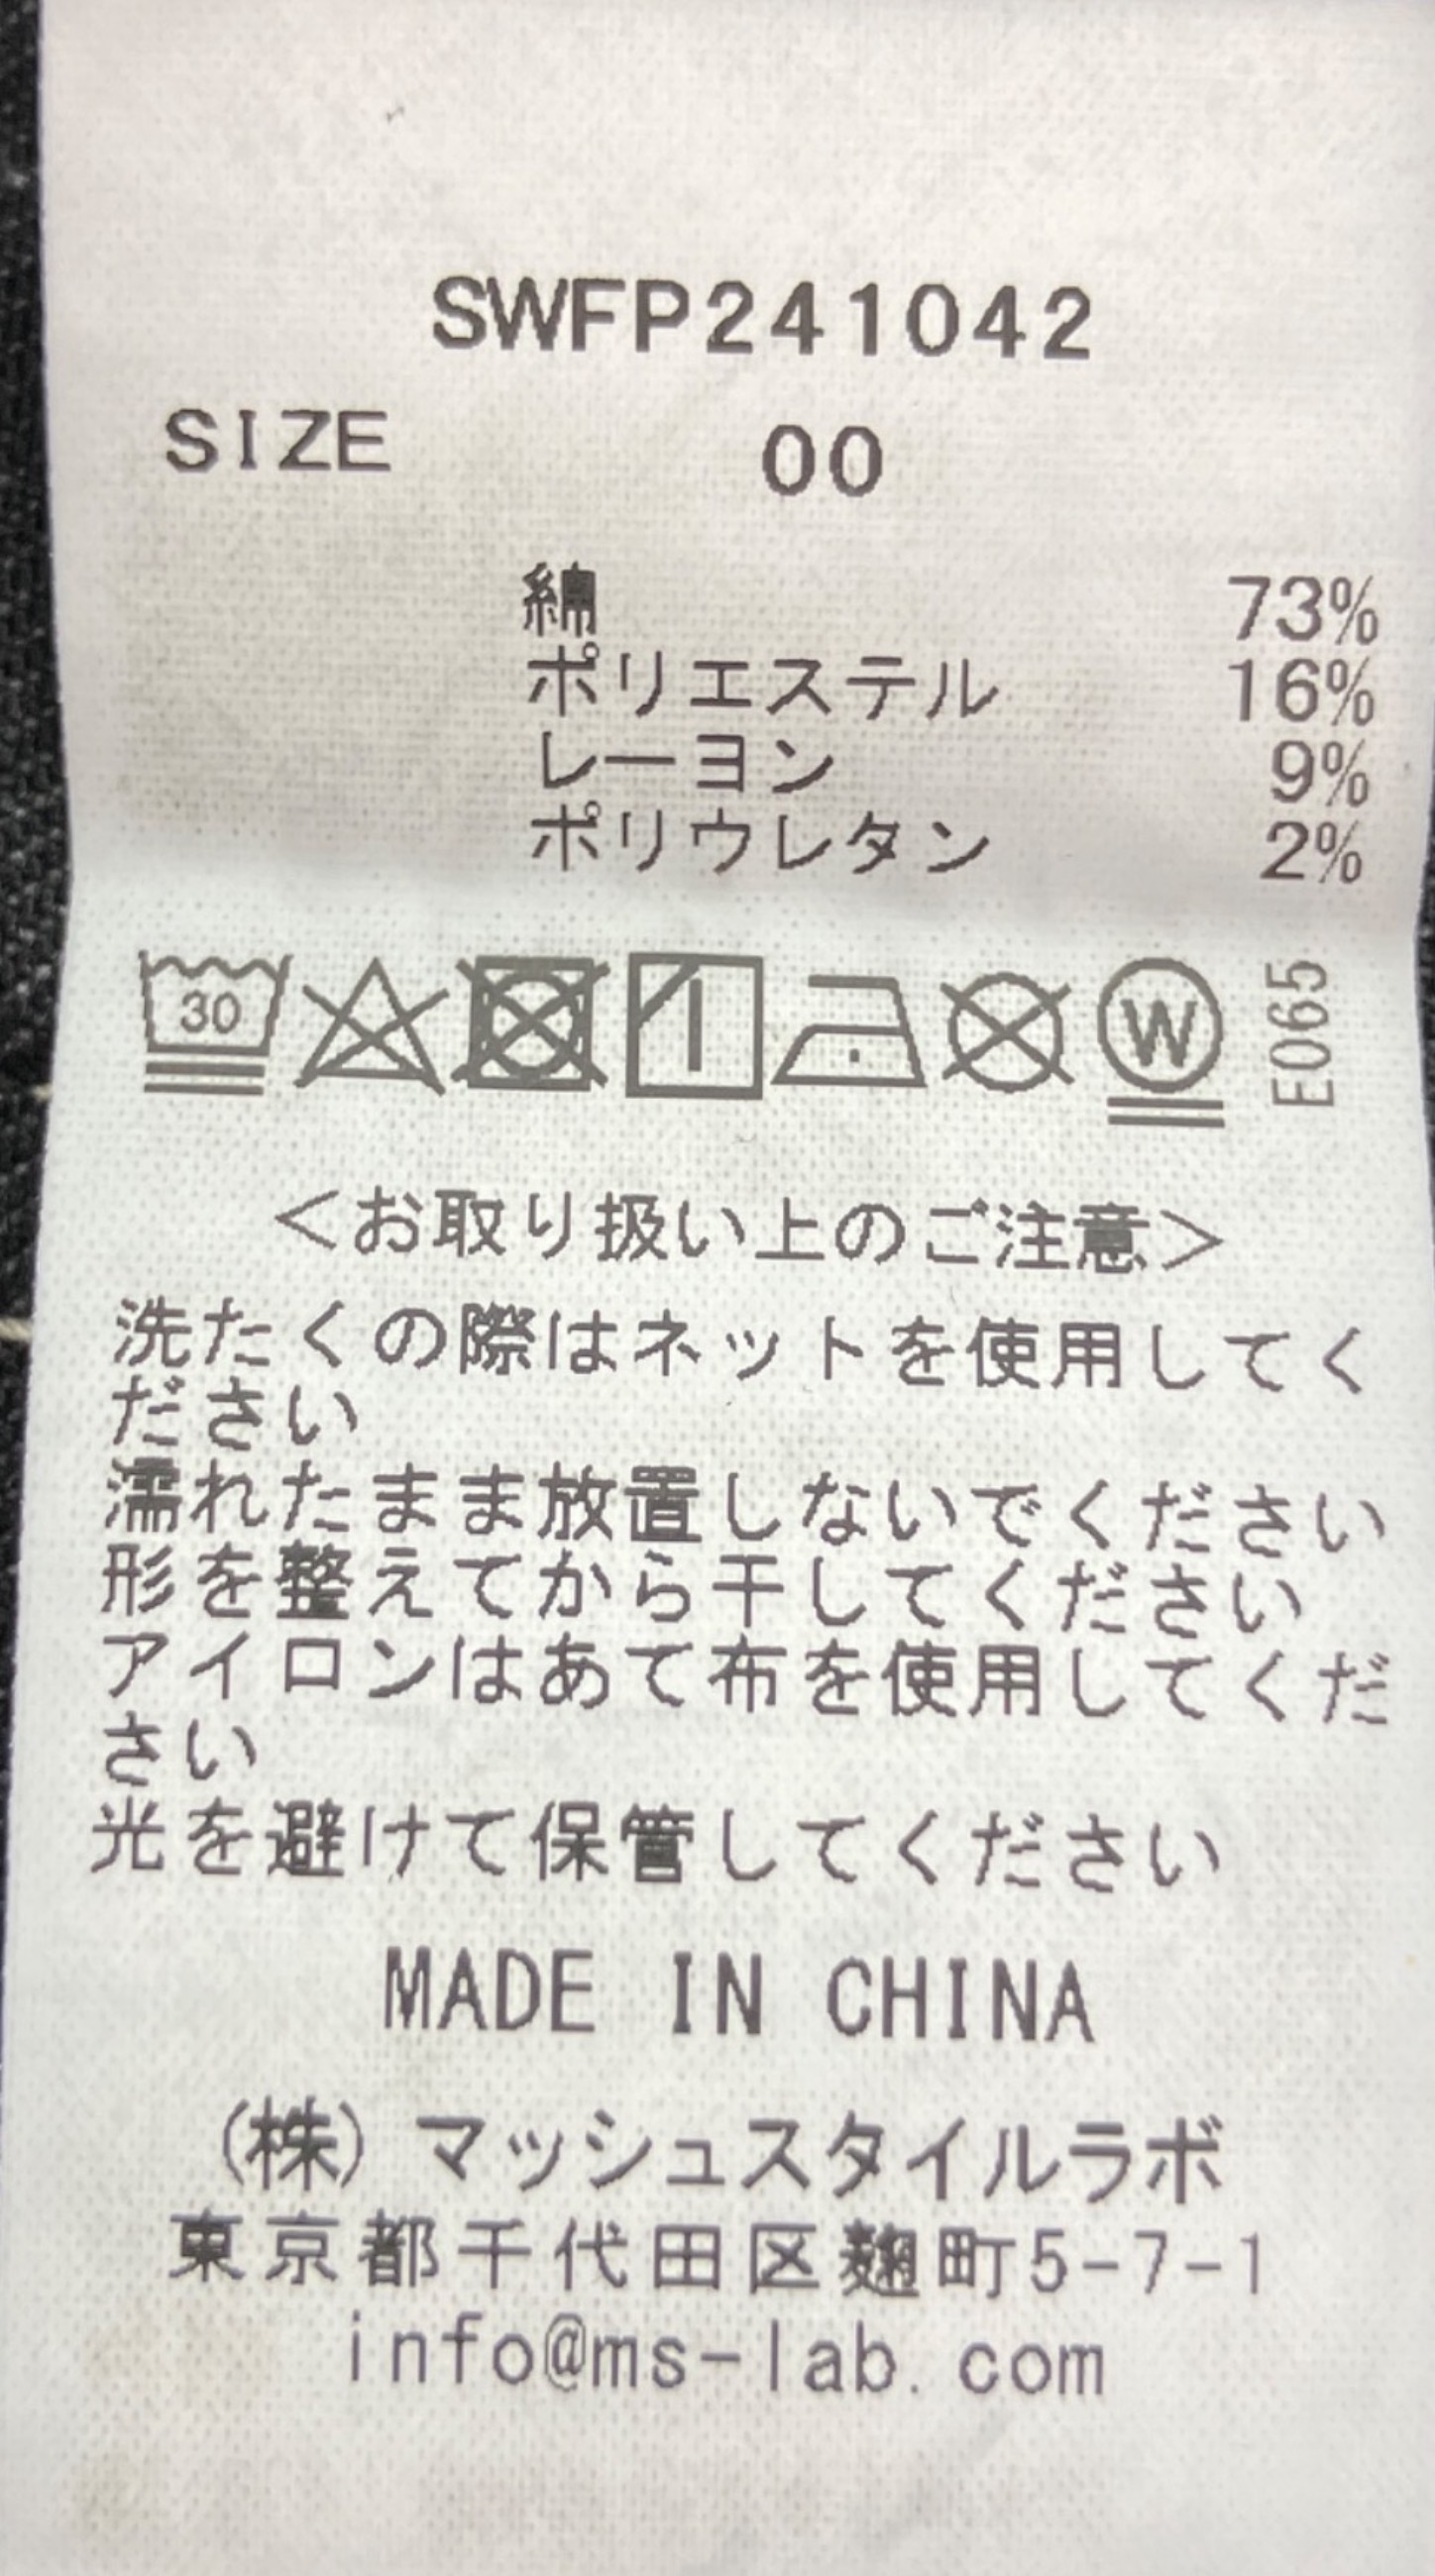 SWFP241042
SIZE 00
綿 73%
ポリエステル 16%
レーヨン 9%
ポリウレタン 2%
30 W E065
＜お取り扱い上のご注意＞
洗たくの際はネットを使用してく
ださい
濡れたまま放置しないでください
形を整えてから干してください
アイロンはあて布を使用してくだ
さい
光を避けて保管してください
MADE IN CHINA
(株) マッシュスタイルラボ
東京都千代田区麹町5-7-1
info@ms-lab.com